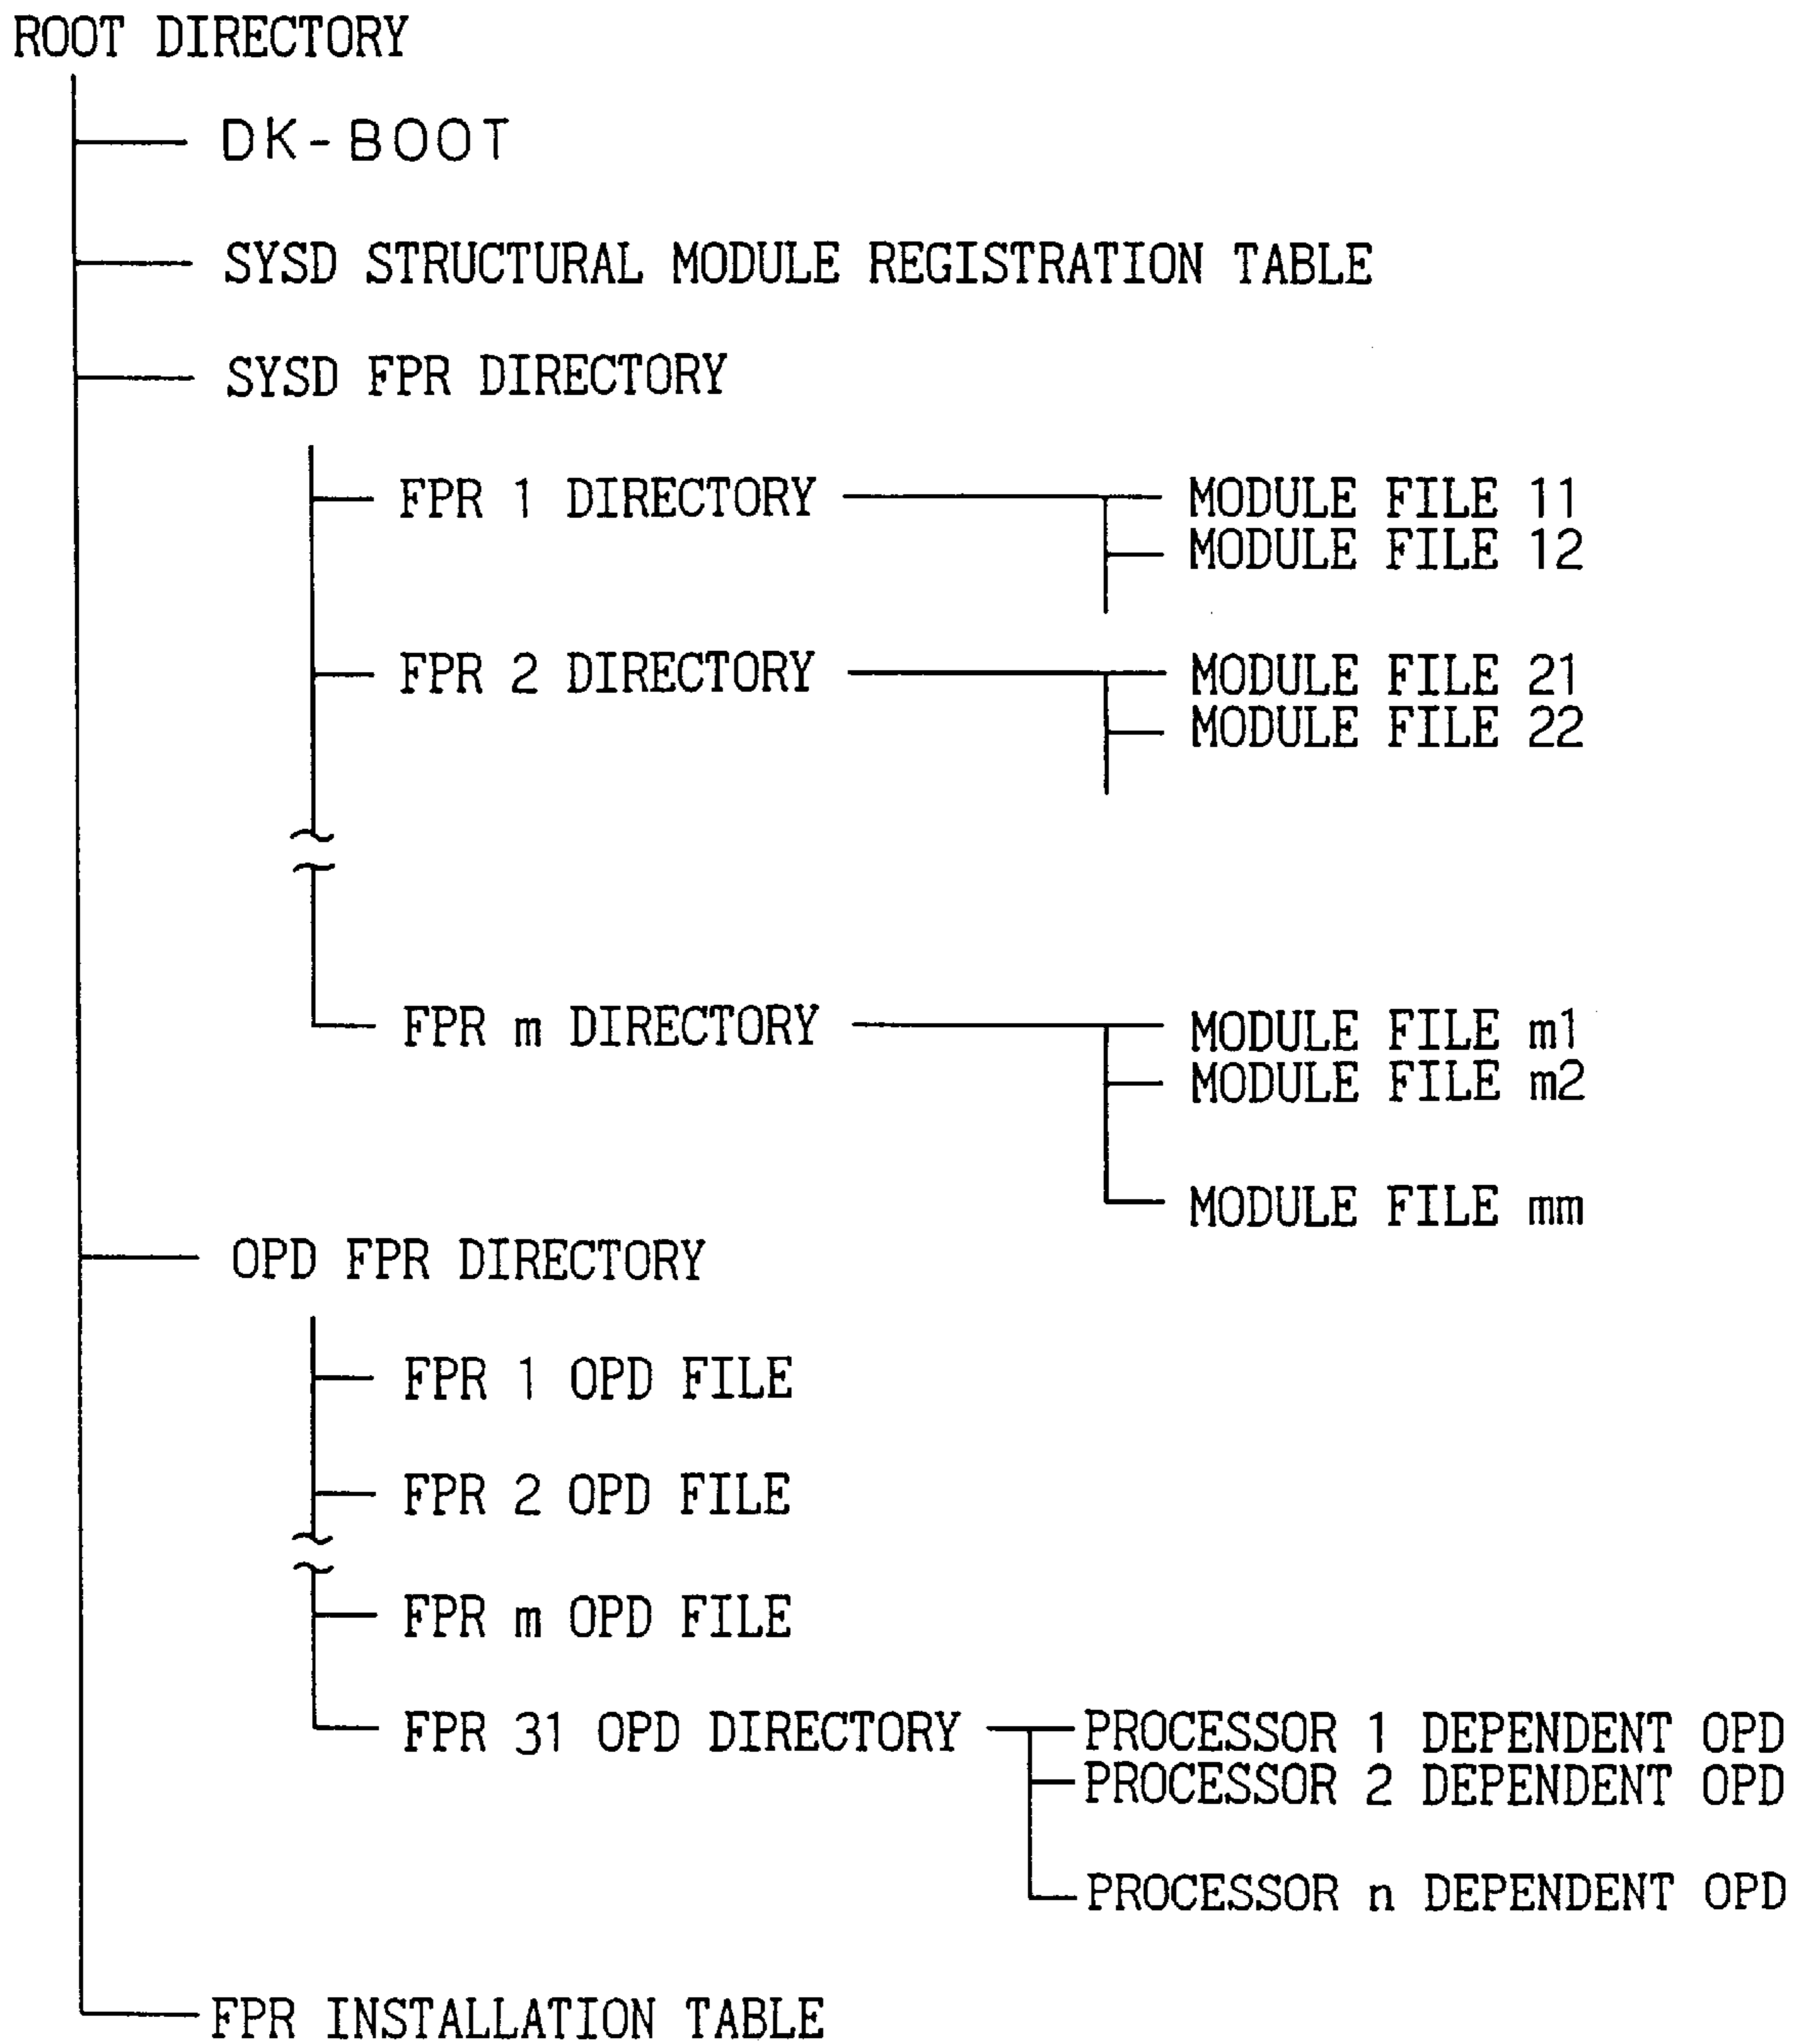 ROOT DIRECTORY
DK-BOOT
SYSD STRUCTURAL MODULE REGISTRATION TABLE
SYSD FPR DIRECTORY
FPR 1 DIRECTORY MODULE FILE 11
MODULE FILE 12
FPR 2 DIRECTORY MODULE FILE 21
MODULE FILE 22
FPR m DIRECTORY MODULE FILE m1
MODULE FILE m2
MODULE FILE mm
OPD FPR DIRECTORY
FPR 1 OPD FILE
FPR 2 OPD FILE
FPR m OPD FILE
FPR 31 OPD DIRECTORY PROCESSOR 1 DEPENDENT OPD
PROCESSOR 2 DEPENDENT OPD
PROCESSOR n DEPENDENT OPD
FPR INSTALLATION TABLE